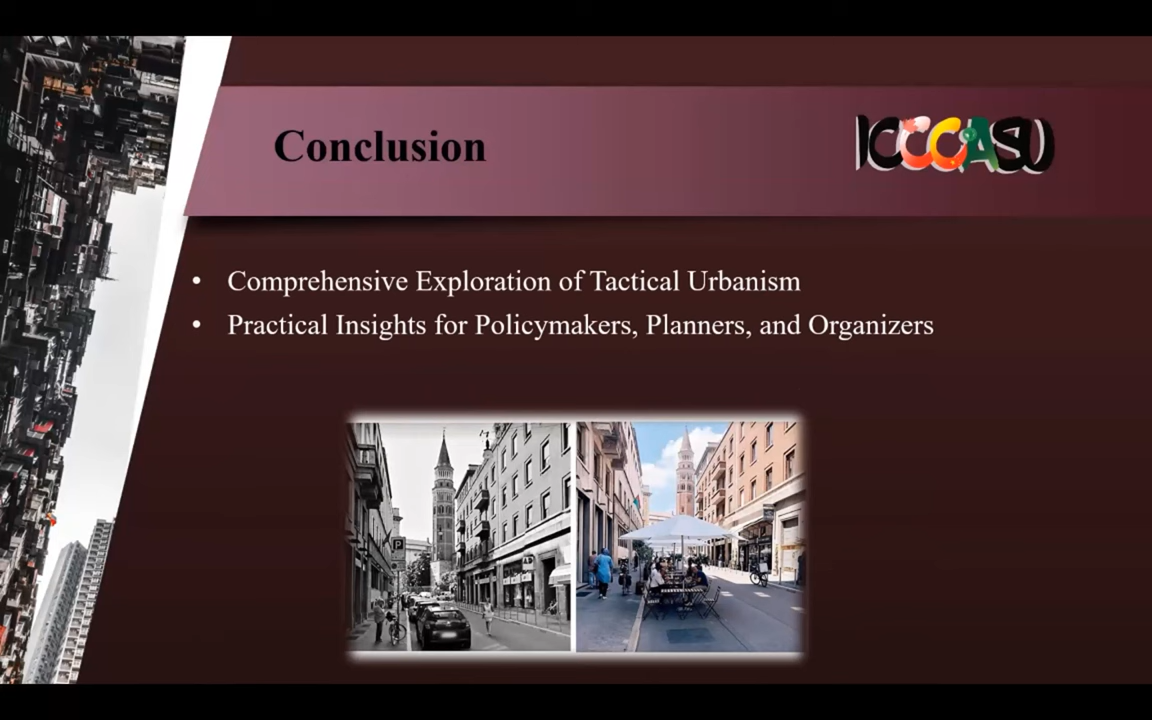 Conclusion
ICCCASU
• Comprehensive Exploration of Tactical Urbanism
• Practical Insights for Policymakers, Planners, and Organizers
P